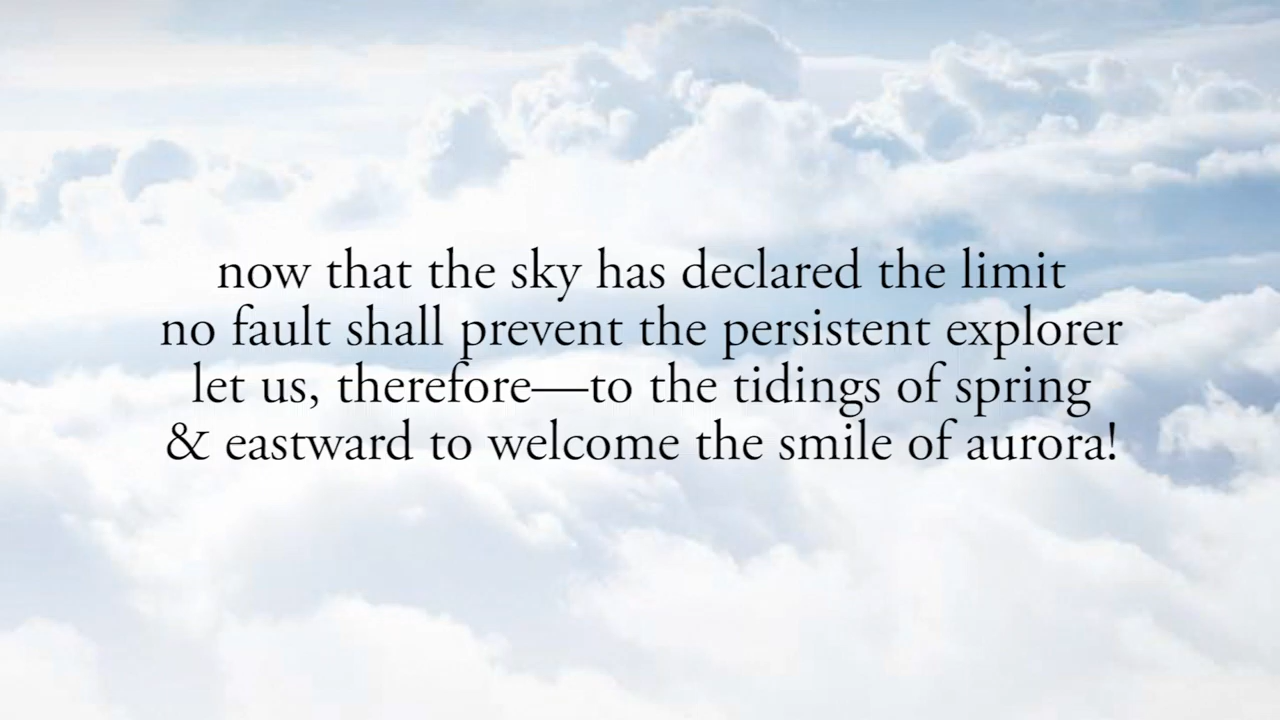 now that the sky has declared the limit
no fault shall prevent the persistent explorer
let us, therefore—to the tidings of spring
& eastward to welcome the smile of aurora!